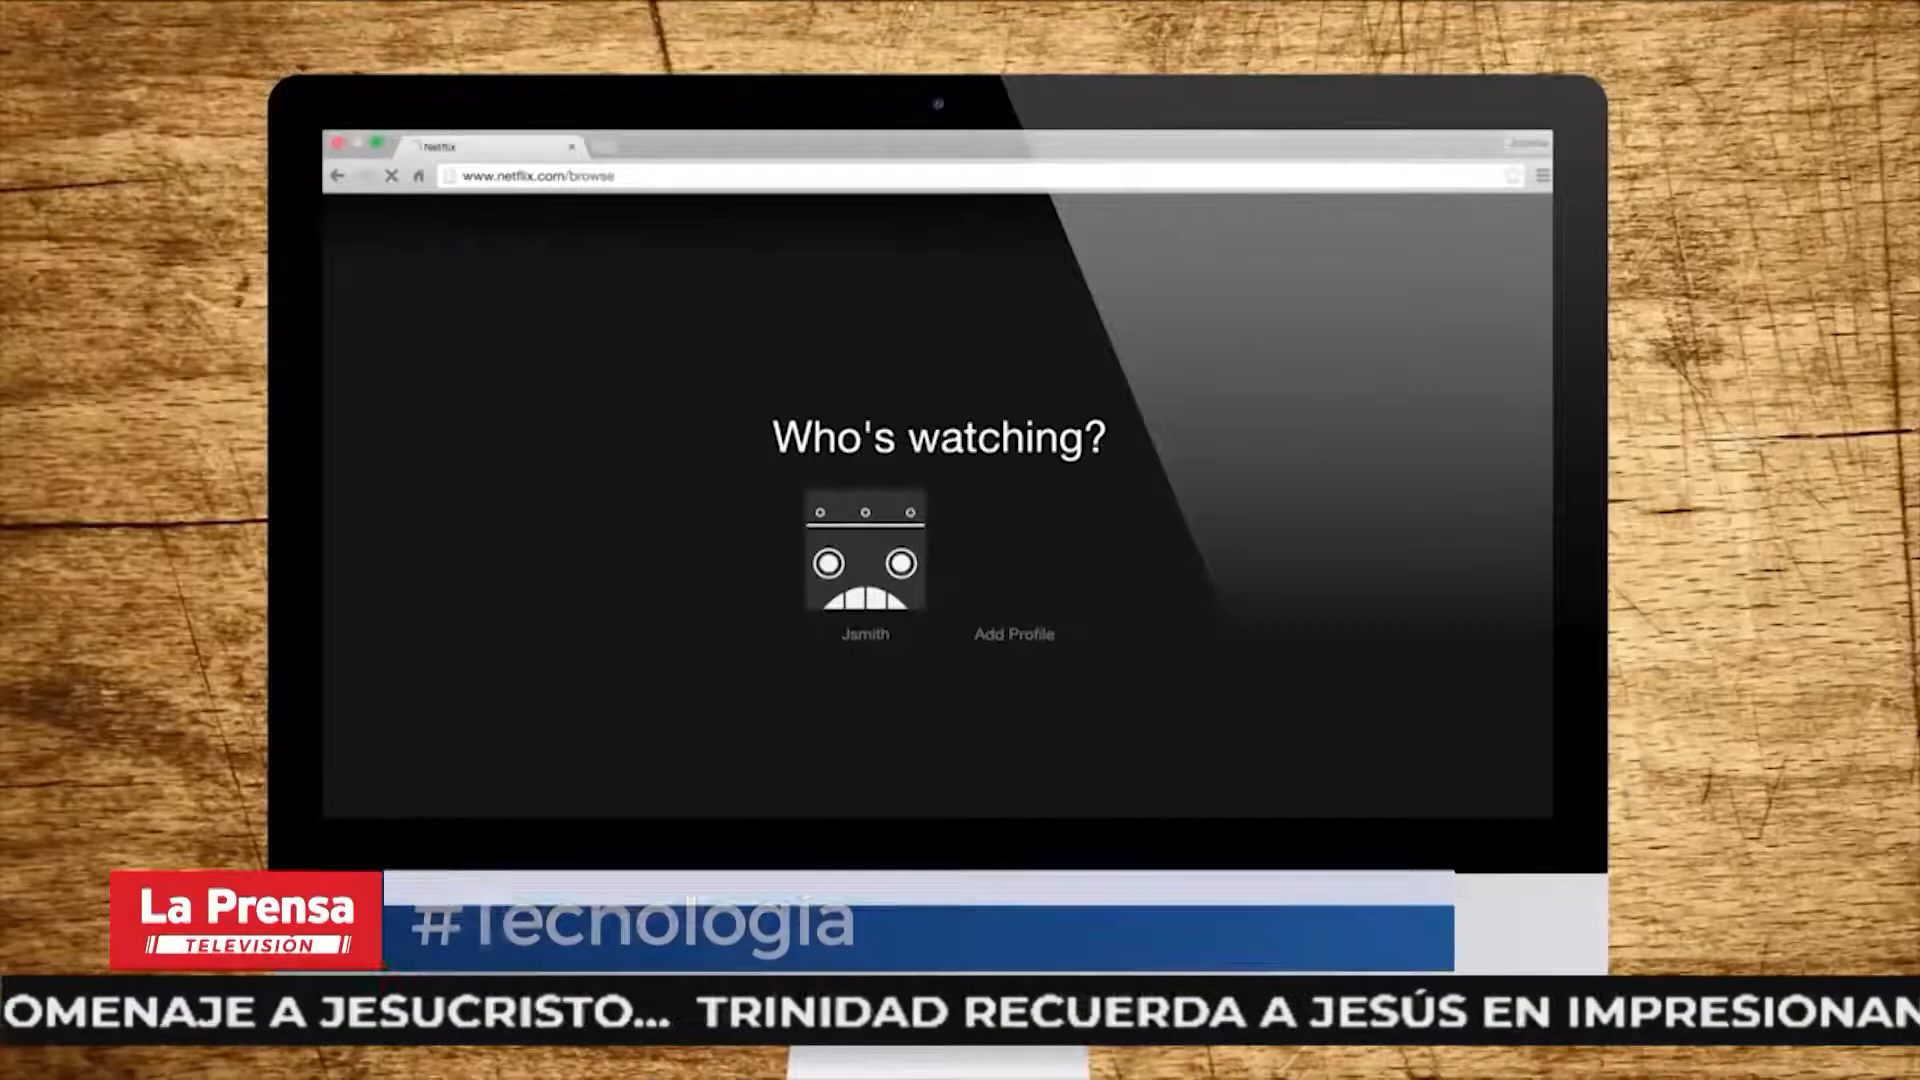 Netflix
www.netflix.com/browse
Who's watching?
Jsmith
Add Profile
La Prensa
TELEVISIÓN
#Tecnología
OMENAJE A JESUCRISTO... TRINIDAD RECUERDA A JESÚS EN IMPRESIONAN